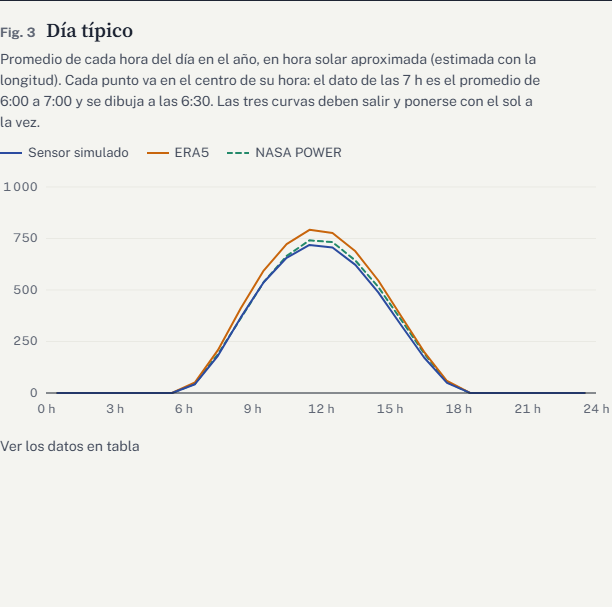 Fig. 3 Día típico
Promedio de cada hora del día en el año, en hora solar aproximada (estimada con la
longitud). Cada punto va en el centro de su hora: el dato de las 7 h es el promedio de
6:00 a 7:00 y se dibuja a las 6:30. Las tres curvas deben salir y ponerse con el sol a
la vez.
Sensor simulado ERA5 NASA POWER
1 000
750
500
250
0
0 h 3 h 6 h 9 h 12 h 15 h 18 h 21 h 24 h
Ver los datos en tabla